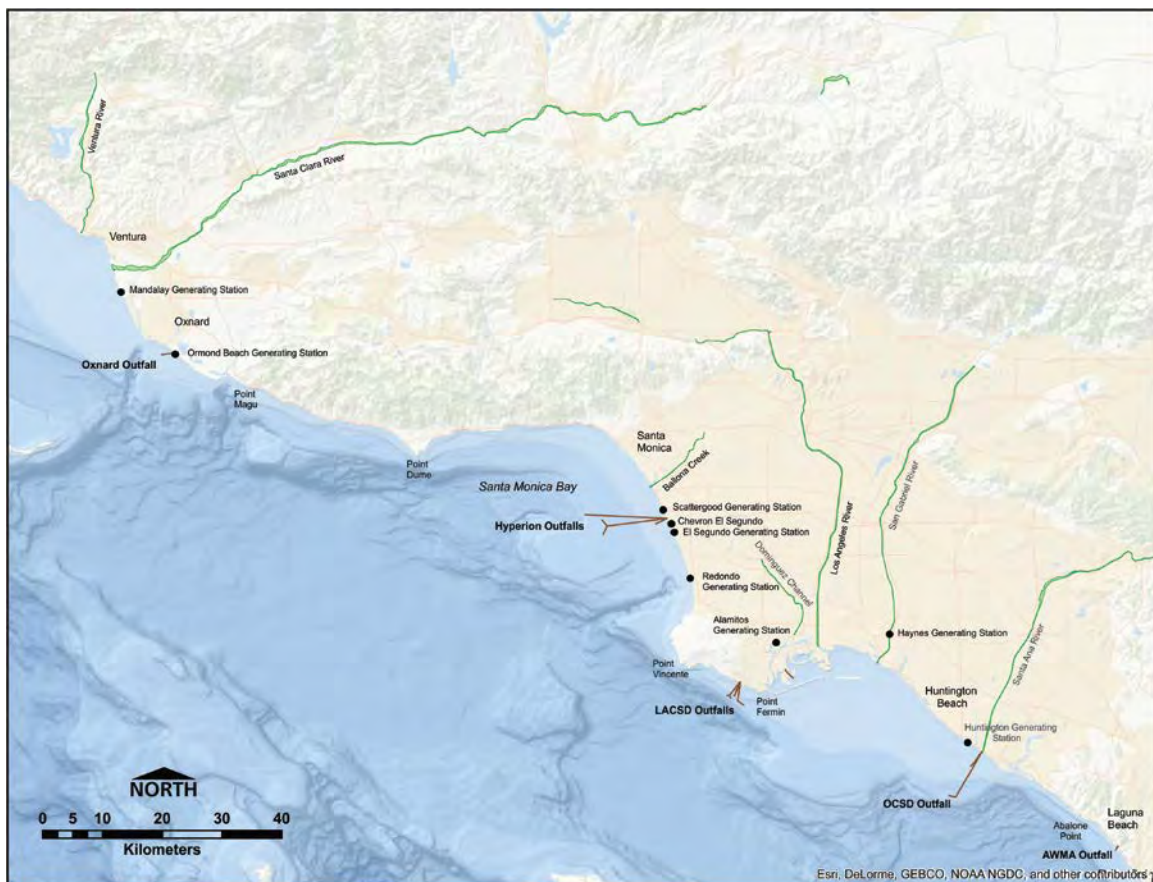 Ventura River
Santa Clara River
Ventura
Mandalay Generating Station
Oxnard
Ormond Beach Generating Station
Oxnard Outfall
Point
Magu
Point
Dume
Santa Monica Bay
Santa
Monica
Ballona Creek
Scattergood Generating Station
Chevron El Segundo
El Segundo Generating Station
Hyperion Outfalls
Redondo
Generating Station
Dominguez Channel
Los Angeles River
San Gabriel River
Alamitos
Generating Station
Haynes Generating Station
Santa Ana River
Point
Vincente
LACSD Outfalls
Point
Fermin
Huntington
Beach
Huntington Generating
Station
OCSD Outfall
Laguna
Beach
Abalone
Point
AWMA Outfall
NORTH
0 5 10 20 30 40
Kilometers
Esri, DeLorme, GEBCO, NOAA NGDC, and other contributors